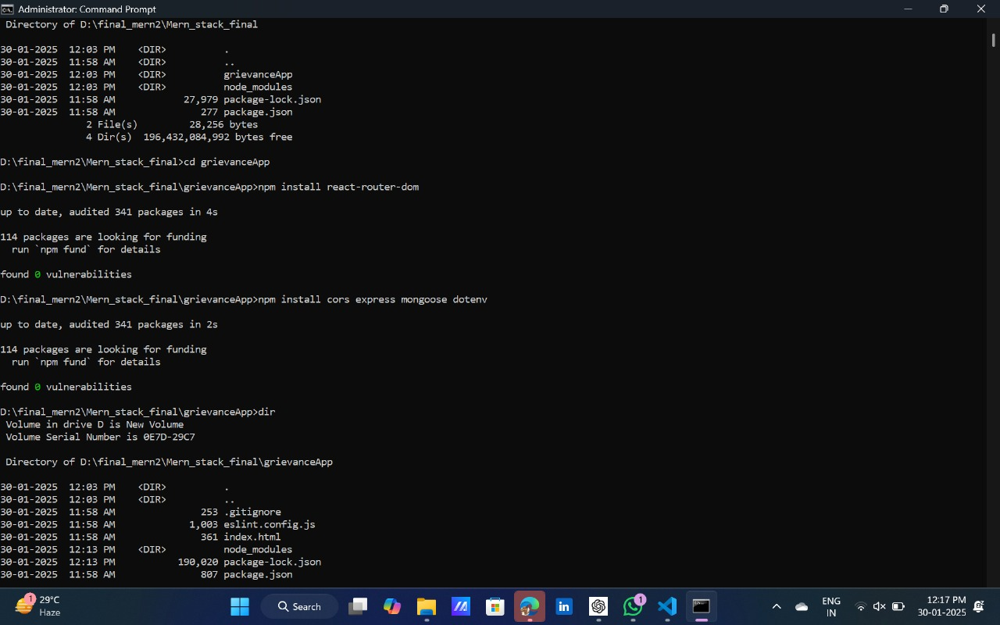 Administrator: Command Prompt
 Directory of D:\final_mern2\Mern_stack_final
30-01-2025  12:03 PM    <DIR>          .
30-01-2025  11:58 AM    <DIR>          ..
30-01-2025  12:03 PM    <DIR>          grievanceApp
30-01-2025  12:03 PM    <DIR>          node_modules
30-01-2025  11:58 AM            27,979 package-lock.json
30-01-2025  11:58 AM               277 package.json
               2 File(s)         28,256 bytes
               4 Dir(s)  196,432,084,992 bytes free
D:\final_mern2\Mern_stack_final>cd grievanceApp
D:\final_mern2\Mern_stack_final\grievanceApp>npm install react-router-dom
up to date, audited 341 packages in 4s
114 packages are looking for funding
  run `npm fund` for details
found 0 vulnerabilities
D:\final_mern2\Mern_stack_final\grievanceApp>npm install cors express mongoose dotenv
up to date, audited 341 packages in 2s
114 packages are looking for funding
  run `npm fund` for details
found 0 vulnerabilities
D:\final_mern2\Mern_stack_final\grievanceApp>dir
 Volume in drive D is New Volume
 Volume Serial Number is 0E7D-29C7
 Directory of D:\final_mern2\Mern_stack_final\grievanceApp
30-01-2025  12:03 PM    <DIR>          .
30-01-2025  12:03 PM    <DIR>          ..
30-01-2025  11:58 AM               253 .gitignore
30-01-2025  11:58 AM             1,003 eslint.config.js
30-01-2025  11:58 AM               361 index.html
30-01-2025  12:13 PM    <DIR>          node_modules
30-01-2025  12:13 PM           190,020 package-lock.json
30-01-2025  11:58 AM               807 package.json
1
29°C
Haze
Search
in
1
ENG
IN
12:17 PM
30-01-2025